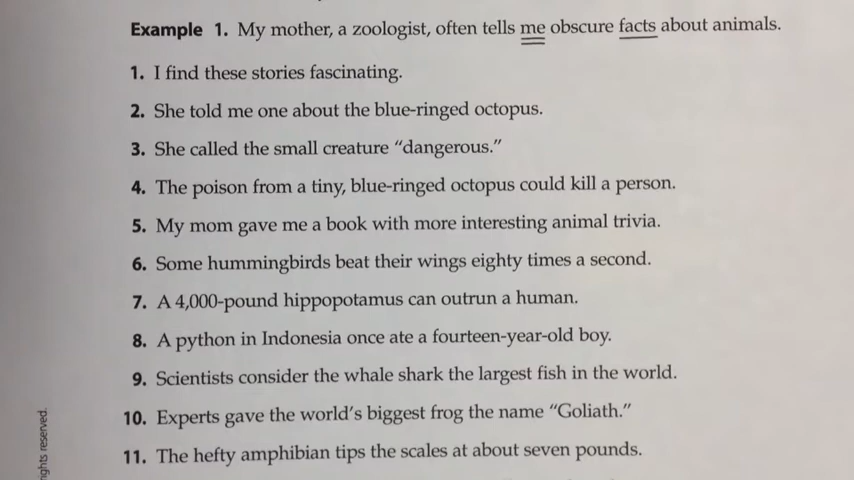 Example 1. My mother, a zoologist, often tells me obscure facts about animals.
1. I find these stories fascinating.
2. She told me one about the blue-ringed octopus.
3. She called the small creature “dangerous.”
4. The poison from a tiny, blue-ringed octopus could kill a person.
5. My mom gave me a book with more interesting animal trivia.
6. Some hummingbirds beat their wings eighty times a second.
7. A 4,000-pound hippopotamus can outrun a human.
8. A python in Indonesia once ate a fourteen-year-old boy.
9. Scientists consider the whale shark the largest fish in the world.
10. Experts gave the world’s biggest frog the name “Goliath.”
11. The hefty amphibian tips the scales at about seven pounds.
rights reserved.